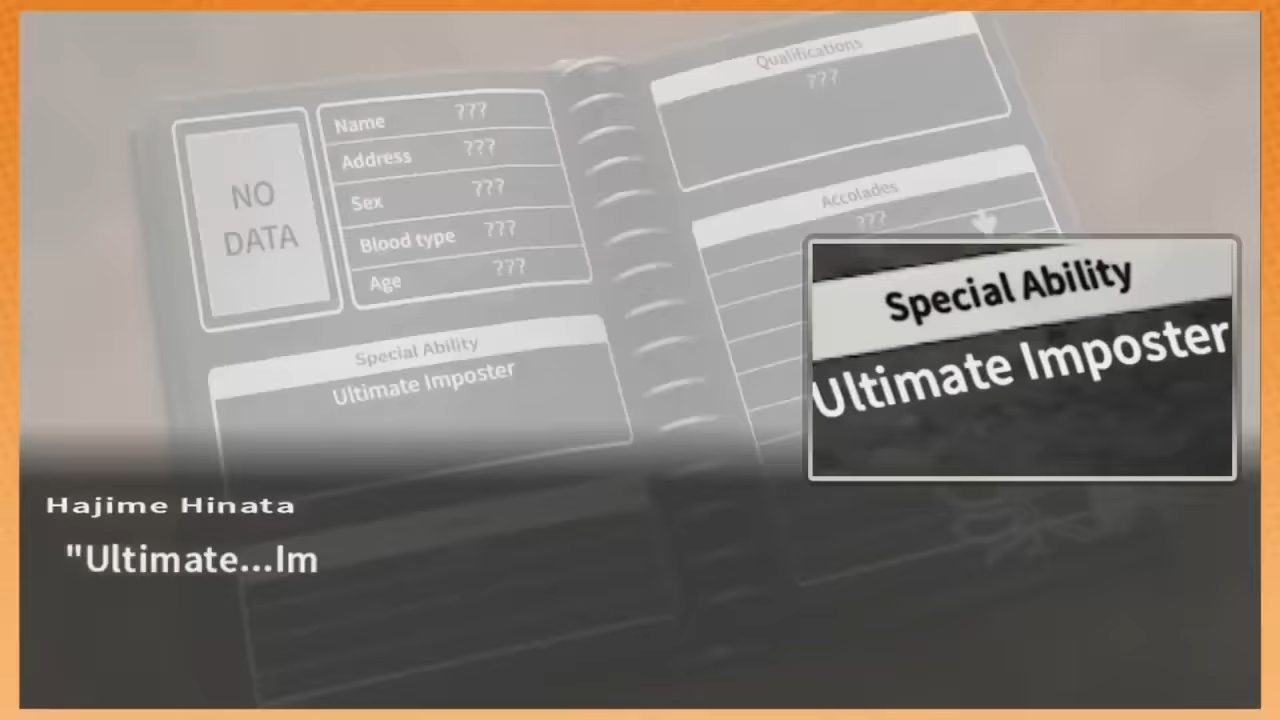 NO
DATA
Name ???
Address ???
Sex ???
Blood type ???
Age ???
Special Ability
Ultimate Imposter
Qualifications
???
Accolades
???
Special Ability
Ultimate Imposter
Hajime Hinata
"Ultimate...Im